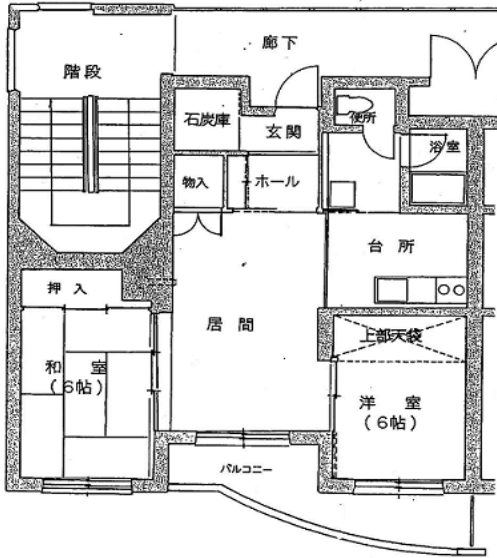 廊下
階段
石炭庫
玄関
便所
浴室
物入
ホール
台所
押入
居間
上部天袋
和室
(6帖)
洋室
(6帖)
バルコニー